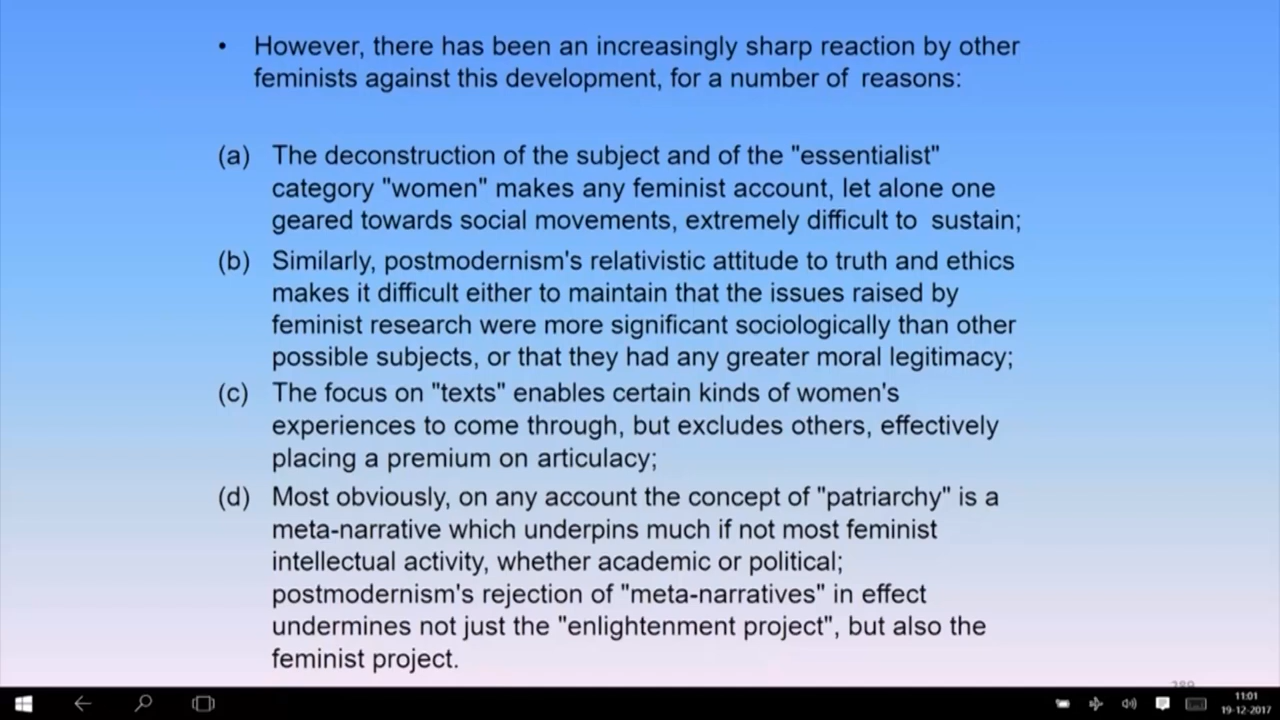 • However, there has been an increasingly sharp reaction by other
feminists against this development, for a number of reasons:
(a) The deconstruction of the subject and of the "essentialist"
category "women" makes any feminist account, let alone one
geared towards social movements, extremely difficult to sustain;
(b) Similarly, postmodernism's relativistic attitude to truth and ethics
makes it difficult either to maintain that the issues raised by
feminist research were more significant sociologically than other
possible subjects, or that they had any greater moral legitimacy;
(c) The focus on "texts" enables certain kinds of women's
experiences to come through, but excludes others, effectively
placing a premium on articulacy;
(d) Most obviously, on any account the concept of "patriarchy" is a
meta-narrative which underpins much if not most feminist
intellectual activity, whether academic or political;
postmodernism's rejection of "meta-narratives" in effect
undermines not just the "enlightenment project", but also the
feminist project.
11:01
19-12-2017